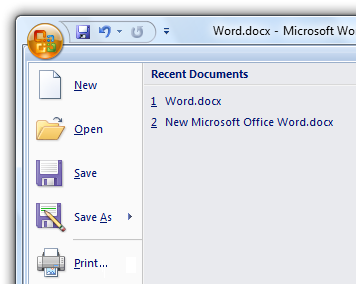 Word.docx - Microsoft Wo
New
Open
Save
Save As
Print...
Recent Documents
1 Word.docx
2 New Microsoft Office Word.docx